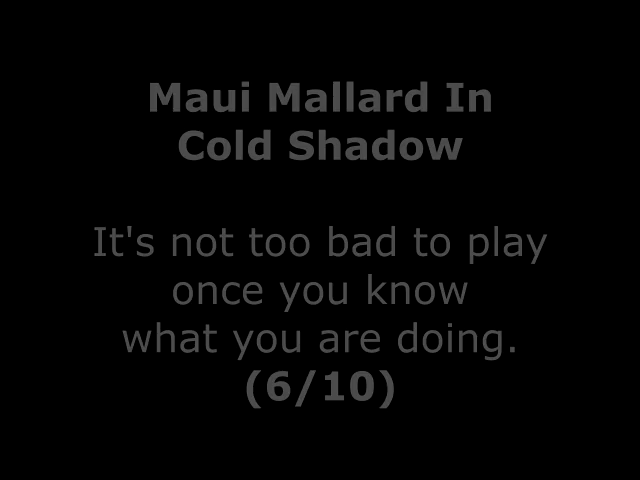 Maui Mallard In
Cold Shadow
It's not too bad to play
once you know
what you are doing.
(6/10)